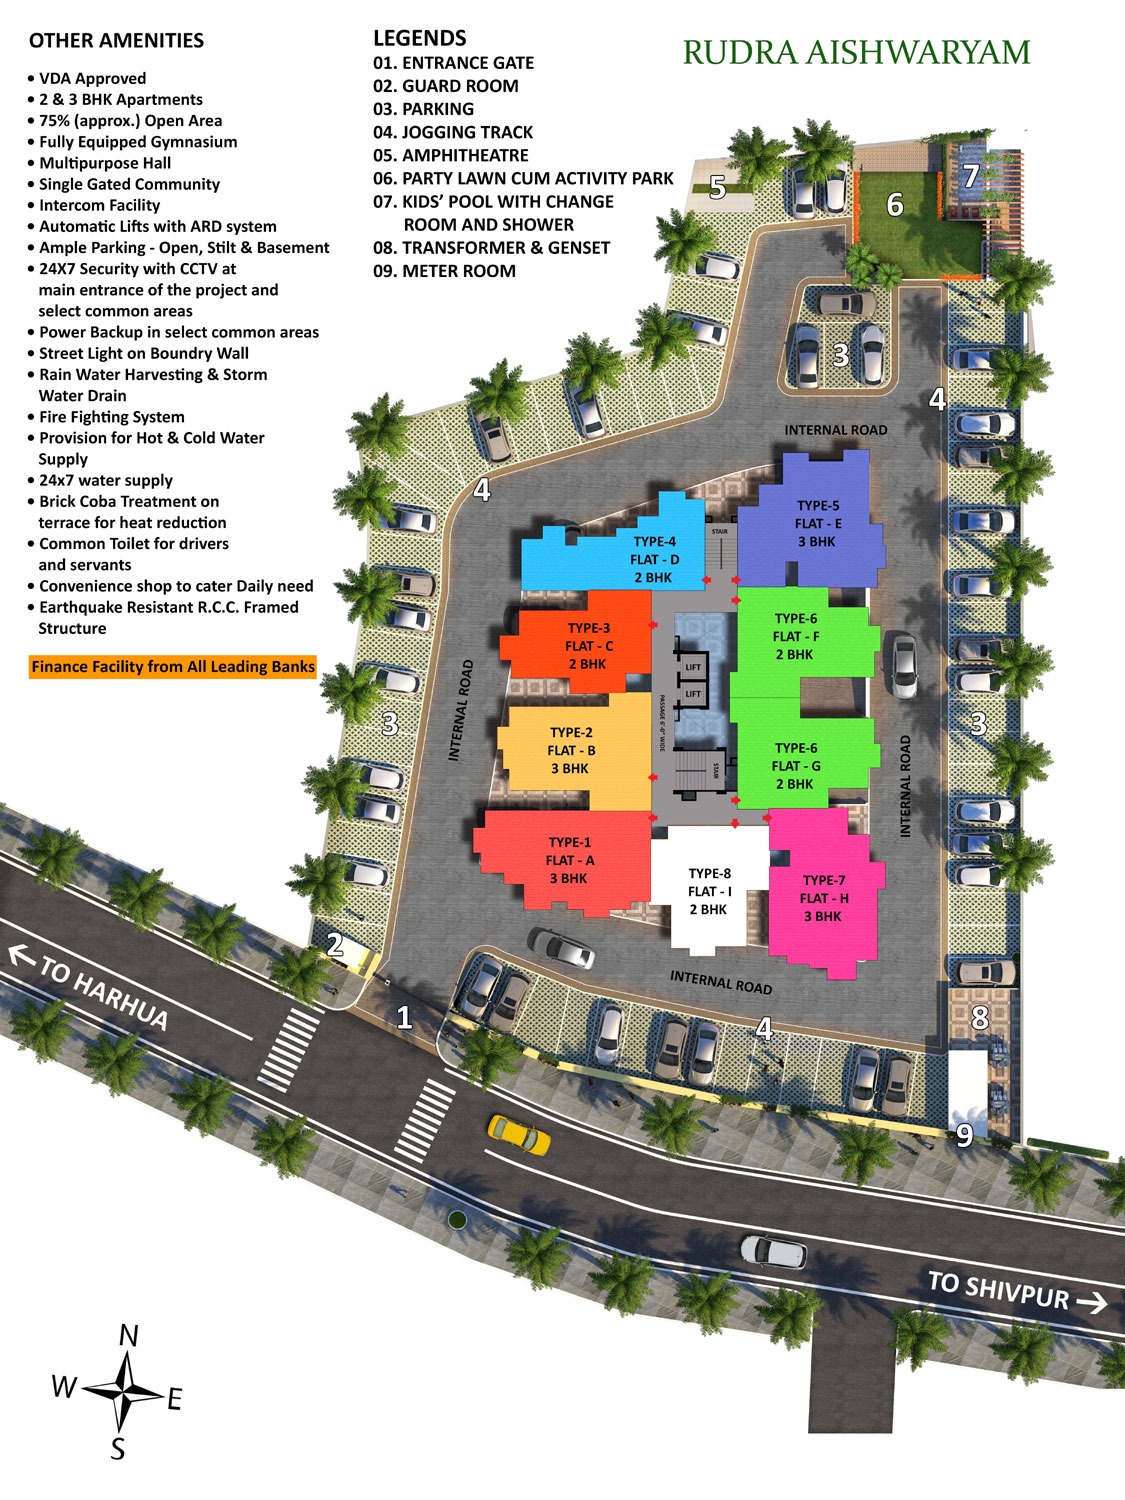 OTHER AMENITIES
• VDA Approved
• 2 & 3 BHK Apartments
• 75% (approx.) Open Area
• Fully Equipped Gymnasium
• Multipurpose Hall
• Single Gated Community
• Intercom Facility
• Automatic Lifts with ARD system
• Ample Parking - Open, Stilt & Basement
• 24X7 Security with CCTV at
main entrance of the project and
select common areas
• Power Backup in select common areas
• Street Light on Boundry Wall
• Rain Water Harvesting & Storm
Water Drain
• Fire Fighting System
• Provision for Hot & Cold Water
Supply
• 24x7 water supply
• Brick Coba Treatment on
terrace for heat reduction
• Common Toilet for drivers
and servants
• Convenience shop to cater Daily need
• Earthquake Resistant R.C.C. Framed
Structure
Finance Facility from All Leading Banks
LEGENDS
01. ENTRANCE GATE
02. GUARD ROOM
03. PARKING
04. JOGGING TRACK
05. AMPHITHEATRE
06. PARTY LAWN CUM ACTIVITY PARK
07. KIDS' POOL WITH CHANGE
ROOM AND SHOWER
08. TRANSFORMER & GENSET
09. METER ROOM
RUDRA AISHWARYAM
5
6
7
3
4
INTERNAL ROAD
4
TYPE-5
FLAT - E
3 BHK
STAIR
TYPE-4
FLAT - D
2 BHK
TYPE-3
FLAT - C
2 BHK
TYPE-6
FLAT - F
2 BHK
LIFT
LIFT
PASSAGE 6'-0" WIDE
INTERNAL ROAD
3
TYPE-2
FLAT - B
3 BHK
TYPE-6
FLAT - G
2 BHK
STAIR
INTERNAL ROAD
3
TYPE-1
FLAT - A
3 BHK
TYPE-8
FLAT - I
2 BHK
TYPE-7
FLAT - H
3 BHK
2
INTERNAL ROAD
1
4
8
9
TO HARHUA
TO SHIVPUR
N
W
E
S